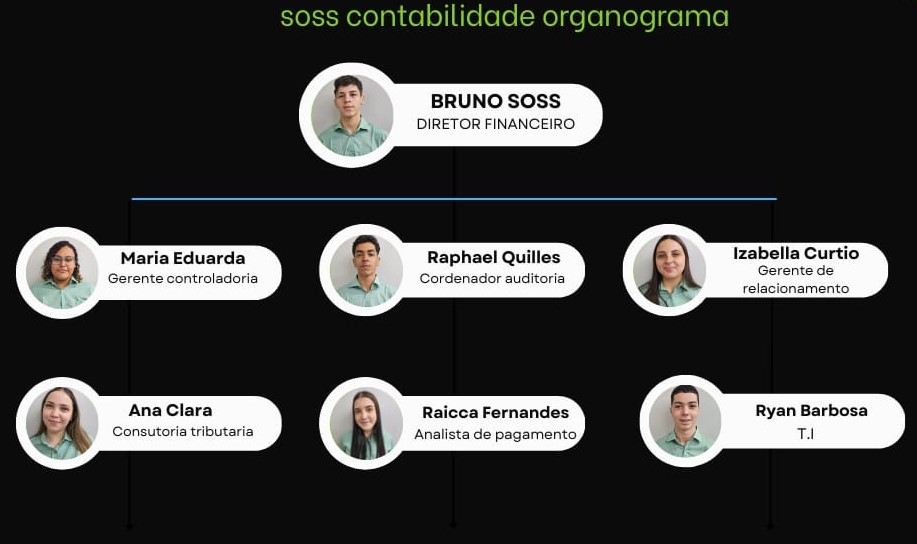 soss contabilidade organograma
BRUNO SOSS
DIRETOR FINANCEIRO
Maria Eduarda
Gerente controladoria
Raphael Quilles
Cordenador auditoria
Izabella Curtio
Gerente de
relacionamento
Ana Clara
Consutoria tributaria
Raicca Fernandes
Analista de pagamento
Ryan Barbosa
T.I